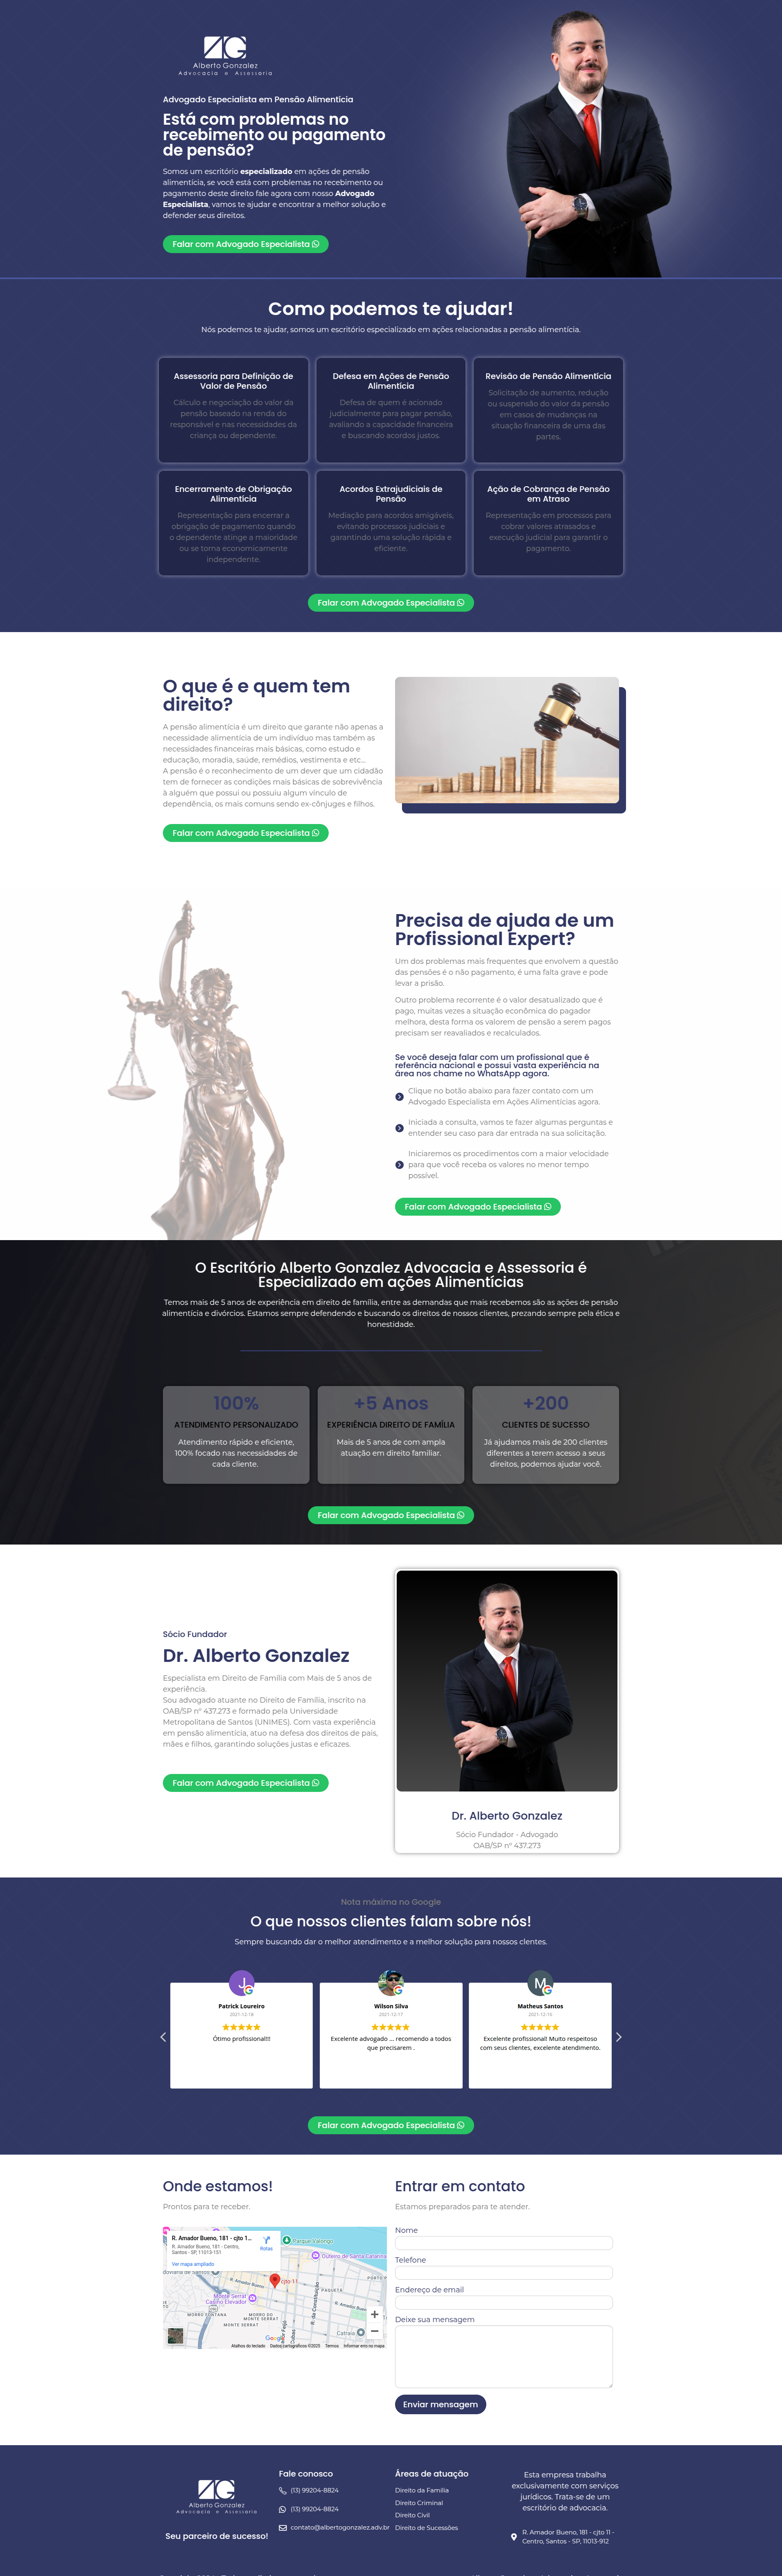 AG
Alberto Gonzalez
Advocacia e Assessoria
Advogado Especialista em Pensão Alimentícia
Está com problemas no
recebimento ou pagamento
de pensão?
Somos um escritório especializado em ações de pensão
alimentícia, se você está com problemas no recebimento ou
pagamento deste direito fale agora com nosso Advogado
Especialista, vamos te ajudar e encontrar a melhor solução e
defender seus direitos.
Falar com Advogado Especialista
Como podemos te ajudar!
Nós podemos te ajudar, somos um escritório especializado em ações relacionadas a pensão alimentícia.
Assessoria para Definição de
Valor de Pensão
Cálculo e negociação do valor da
pensão baseado na renda do
responsável e nas necessidades da
criança ou dependente.
Defesa em Ações de Pensão
Alimentícia
Defesa de quem é acionado
judicialmente para pagar pensão,
avaliando a capacidade financeira
e buscando acordos justos.
Revisão de Pensão Alimentícia
Solicitação de aumento, redução
ou suspensão do valor da pensão
em casos de mudanças na
situação financeira de uma das
partes.
Encerramento de Obrigação
Alimentícia
Representação para encerrar a
obrigação de pagamento quando
o dependente atinge a maioridade
ou se torna economicamente
independente.
Acordos Extrajudiciais de
Pensão
Mediação para acordos amigáveis,
evitando processos judiciais e
garantindo uma solução rápida e
eficiente.
Ação de Cobrança de Pensão
em Atraso
Representação em processos para
cobrar valores atrasados e
execução judicial para garantir o
pagamento.
Falar com Advogado Especialista
O que é e quem tem
direito?
A pensão alimentícia é um direito que garante não apenas a
necessidade alimentícia de um indivíduo mas também as
necessidades financeiras mais básicas, como estudo e
educação, moradia, saúde, remédios, vestimenta e etc...
A pensão é o reconhecimento de um dever que um cidadão
tem de fornecer as condições mais básicas de sobrevivência
à alguém que possui ou possuiu algum vínculo de
dependência, os mais comuns sendo ex-cônjuges e filhos.
Falar com Advogado Especialista
Precisa de ajuda de um
Profissional Expert?
Um dos problemas mais frequentes que envolvem a questão
das pensões é o não pagamento, é uma falta grave e pode
levar a prisão.
Outro problema recorrente é o valor desatualizado que é
pago, muitas vezes a situação econômica do pagador
melhora, desta forma os valorem de pensão a serem pagos
precisam ser reavaliados e recalculados.
Se você deseja falar com um profissional que é
referência nacional e possui vasta experiência na
área nos chame no WhatsApp agora.
Clique no botão abaixo para fazer contato com um
Advogado Especialista em Ações Alimentícias agora.
Iniciada a consulta, vamos te fazer algumas perguntas e
entender seu caso para dar entrada na sua solicitação.
Iniciaremos os procedimentos com a maior velocidade
para que você receba os valores no menor tempo
possível.
Falar com Advogado Especialista
O Escritório Alberto Gonzalez Advocacia e Assessoria é
Especializado em ações Alimentícias
Temos mais de 5 anos de experiência em direito de família, entre as demandas que mais recebemos são as ações de pensão
alimentícia e divórcios. Estamos sempre defendendo e buscando os direitos de nossos clientes, prezando sempre pela ética e
honestidade.
100%
ATENDIMENTO PERSONALIZADO
Atendimento rápido e eficiente,
100% focado nas necessidades de
cada cliente.
+5 Anos
EXPERIÊNCIA DIREITO DE FAMÍLIA
Mais de 5 anos de com ampla
atuação em direito familiar.
+200
CLIENTES DE SUCESSO
Já ajudamos mais de 200 clientes
diferentes a terem acesso a seus
direitos, podemos ajudar você.
Falar com Advogado Especialista
Sócio Fundador
Dr. Alberto Gonzalez
Especialista em Direito de Família com Mais de 5 anos de
experiência.
Sou advogado atuante no Direito de Família, inscrito na
OAB/SP nº 437.273 e formado pela Universidade
Metropolitana de Santos (UNIMES). Com vasta experiência
em pensão alimentícia, atuo na defesa dos direitos de pais,
mães e filhos, garantindo soluções justas e eficazes.
Falar com Advogado Especialista
Dr. Alberto Gonzalez
Sócio Fundador - Advogado
OAB/SP nº 437.273
Nota máxima no Google
O que nossos clientes falam sobre nós!
Sempre buscando dar o melhor atendimento e a melhor solução para nossos clentes.
J
Patrick Loureiro
2021-12-18
Ótimo profissional!!!
Wilson Silva
2021-12-17
Excelente advogado ... recomendo a todos
que precisarem .
M
Matheus Santos
2021-12-15
Excelente profissional! Muito respeitoso
com seus clientes, excelente atendimento.
Falar com Advogado Especialista
Onde estamos!
Prontos para te receber.
R. Amador Bueno, 181 - cjto 1...
R. Amador Bueno, 181 - Centro,
Santos - SP, 11013-151
Rotas
Ver mapa ampliado
Parque Valongo
Outeiro de Santa Catarina
cjto 11
Monte Serrat
Casino Elevador
PAQUETÁ
MORRO FONTANA
MORRO DO
MONTE SERRAT
MONTE SERRAT
R. da Constituição
Catraia
Google
Atalhos do teclado
Dados cartográficos ©2025
Termos
Informar erro no mapa
Entrar em contato
Estamos preparados para te atender.
Nome
Telefone
Endereço de email
Deixe sua mensagem
Enviar mensagem
AG
Alberto Gonzalez
Advocacia e Assessoria
Seu parceiro de sucesso!
Fale conosco
(13) 99204-8824
(13) 99204-8824
contato@albertogonzalez.adv.br
Áreas de atuação
Direito da Família
Direito Criminal
Direito Civil
Direito de Sucessões
Esta empresa trabalha
exclusivamente com serviços
jurídicos. Trata-se de um
escritório de advocacia.
R. Amador Bueno, 181 - cjto 11 -
Centro, Santos - SP, 11013-912